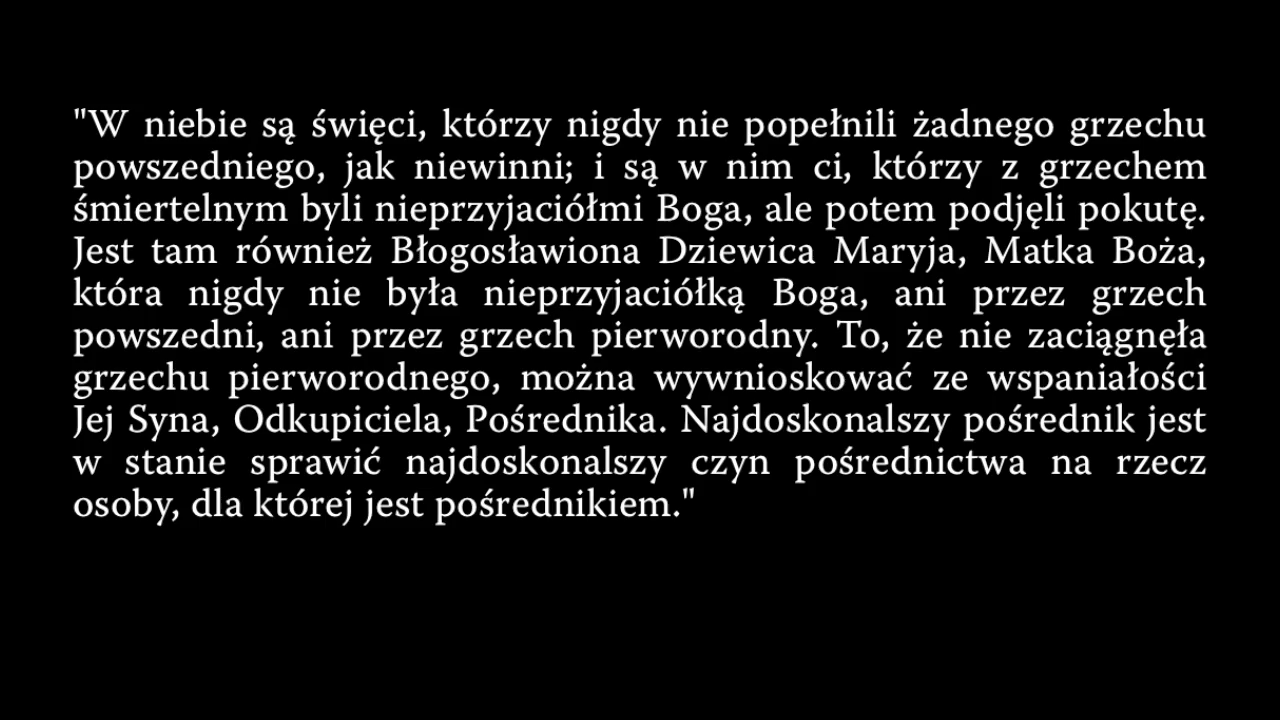 "W niebie są święci, którzy nigdy nie popełnili żadnego grzechu
powszedniego, jak niewinni; i są w nim ci, którzy z grzechem
śmiertelnym byli nieprzyjaciółmi Boga, ale potem podjęli pokutę.
Jest tam również Błogosławiona Dziewica Maryja, Matka Boża,
która nigdy nie była nieprzyjaciółką Boga, ani przez grzech
powszedni, ani przez grzech pierworodny. To, że nie zaciągnęła
grzechu pierworodnego, można wywnioskować ze wspaniałości
Jej Syna, Odkupiciela, Pośrednika. Najdoskonalszy pośrednik jest
w stanie sprawić najdoskonalszy czyn pośrednictwa na rzecz
osoby, dla której jest pośrednikiem."